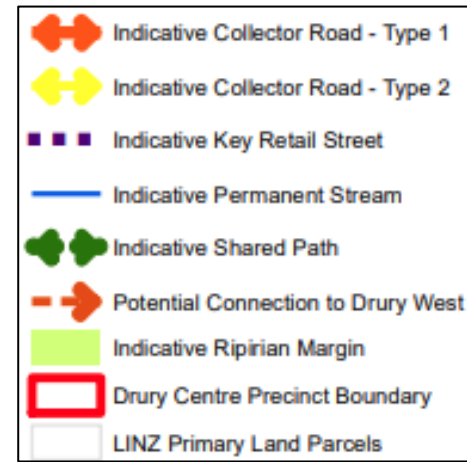 Indicative Collector Road - Type 1
Indicative Collector Road - Type 2
Indicative Key Retail Street
Indicative Permanent Stream
Indicative Shared Path
Potential Connection to Drury West
Indicative Ripirian Margin
Drury Centre Precinct Boundary
LINZ Primary Land Parcels